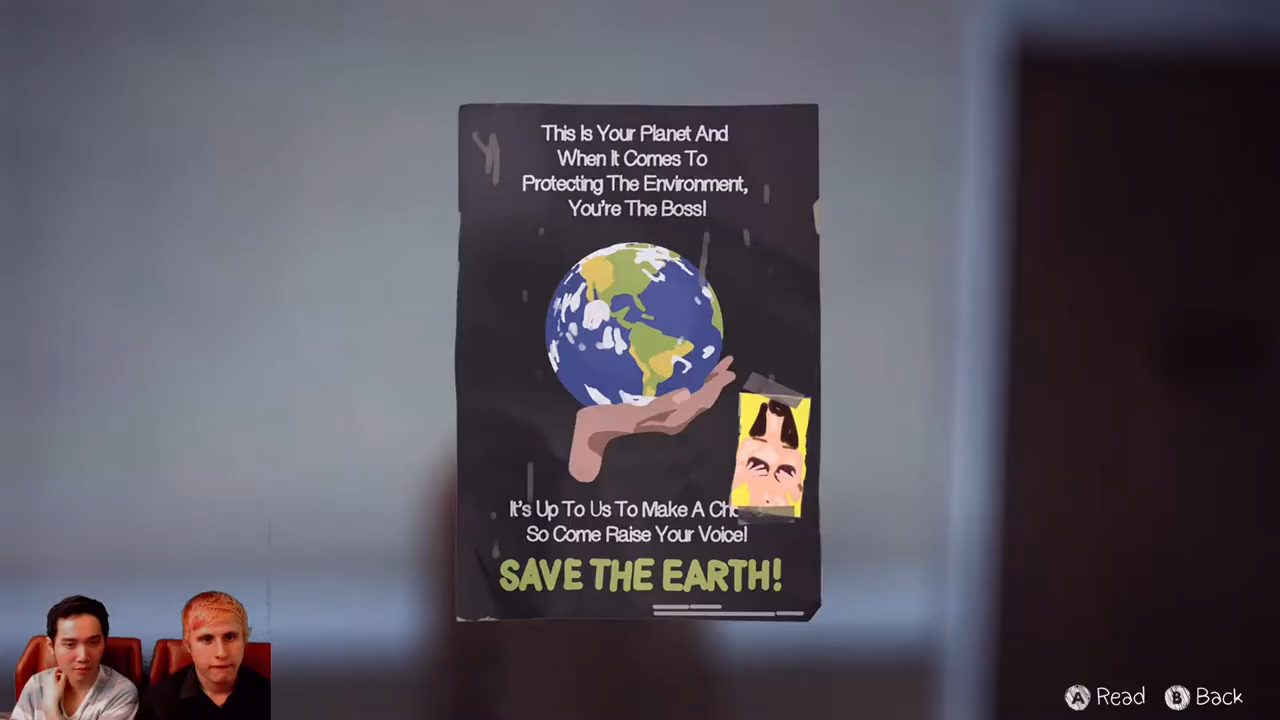 This Is Your Planet And
When It Comes To
Protecting The Environment,
You're The Boss!
It's Up To Us To Make A
So Come Raise Your Voice!
SAVE THE EARTH!
A Read B Back